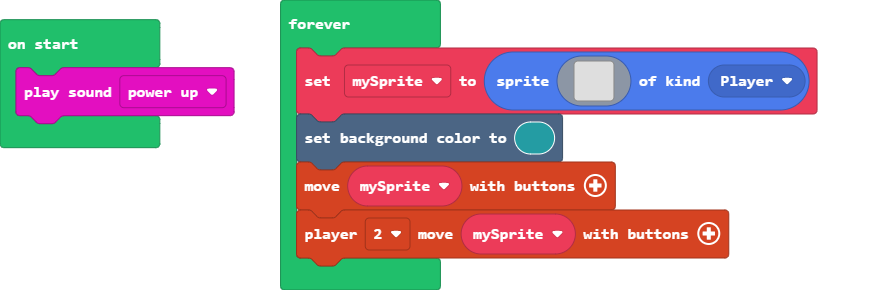 on start
play sound power up
forever
set mySprite to sprite of kind Player
set background color to
move mySprite with buttons
player 2 move mySprite with buttons